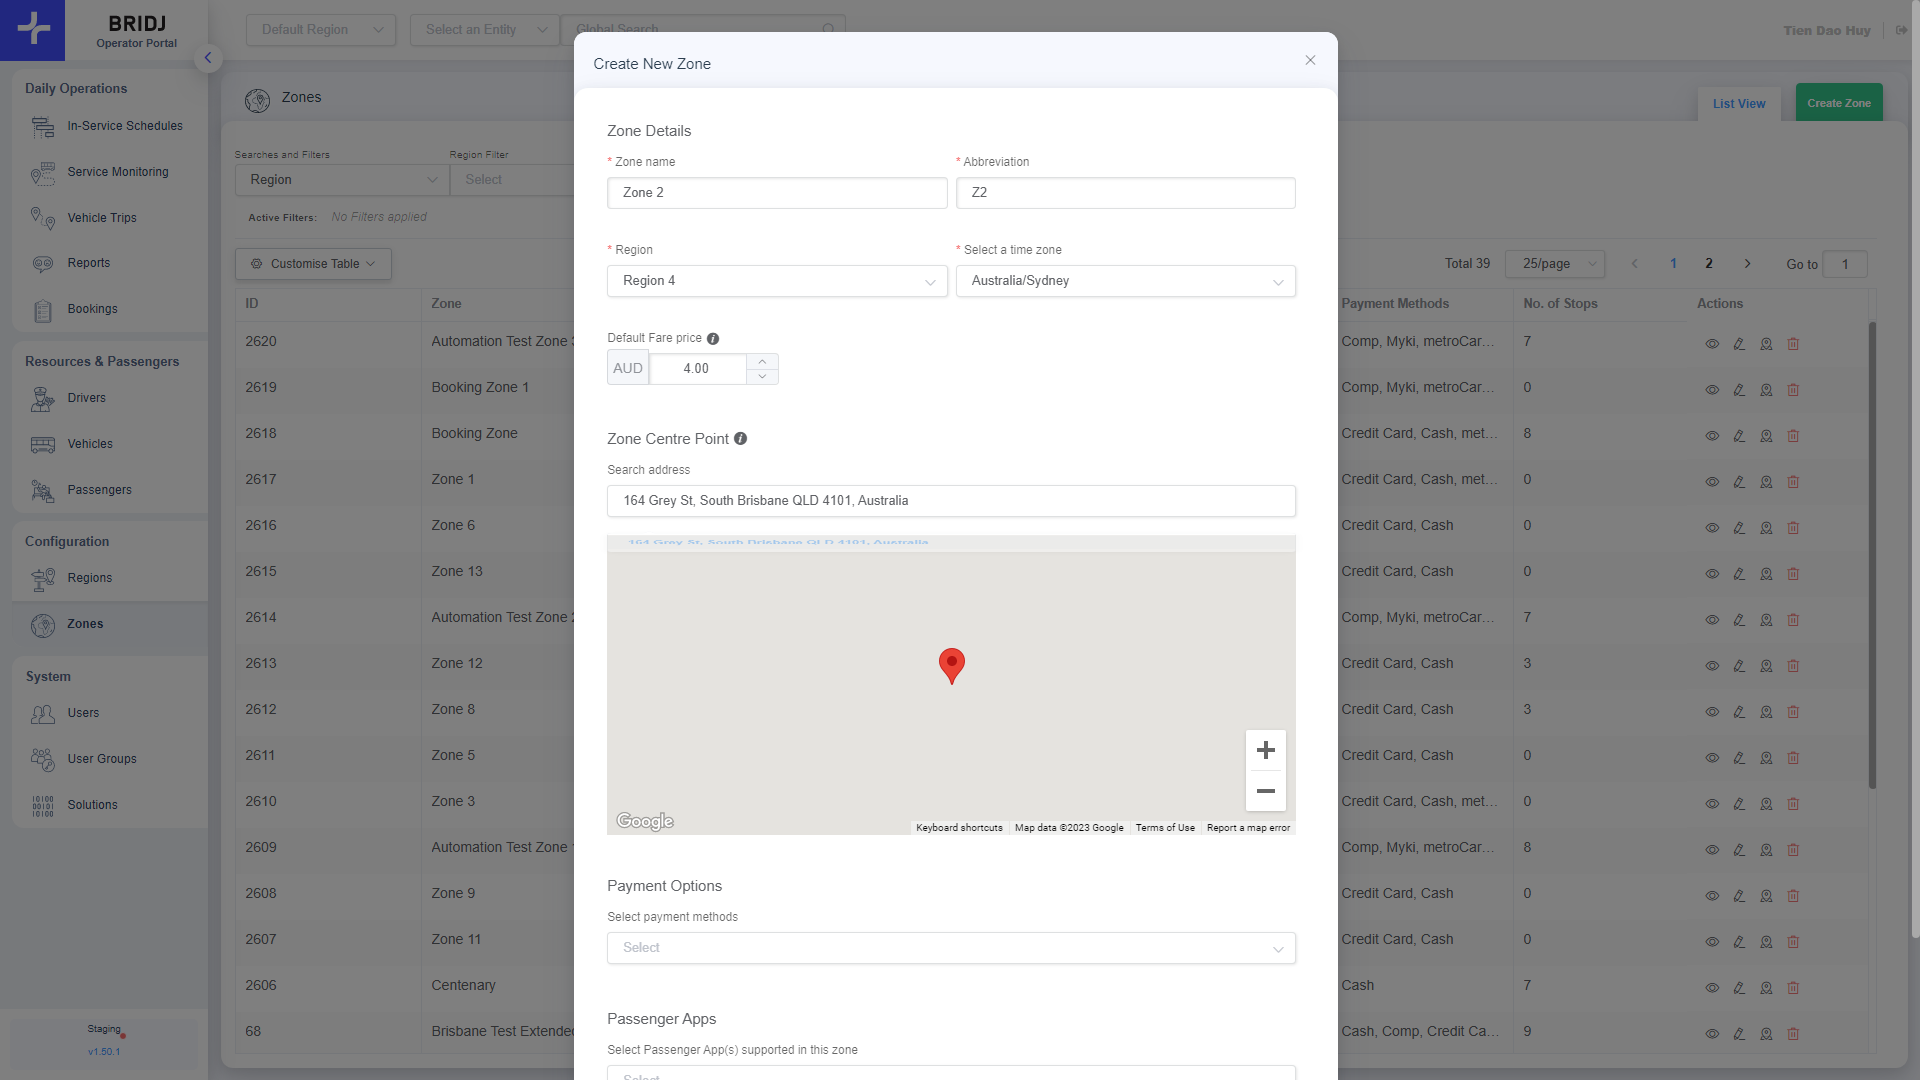 BRIDJ
Operator Portal
Default Region
Select an Entity
Global Search
Tien Dao Huy
Daily Operations
In-Service Schedules
Service Monitoring
Vehicle Trips
Reports
Bookings
Resources & Passengers
Drivers
Vehicles
Passengers
Configuration
Regions
Zones
System
Users
User Groups
Solutions
Staging
v1.50.1
Zones
List View
Create Zone
Searches and Filters
Region Filter
Region
Select
Active Filters: No Filters applied
Customise Table
Total 39
25/page
1
2
Go to
1
ID Zone Payment Methods No. of Stops Actions
2620 Automation Test Zone Comp, Myki, metroCar... 7
2619 Booking Zone 1 Comp, Myki, metroCar... 0
2618 Booking Zone Credit Card, Cash, met... 8
2617 Zone 1 Credit Card, Cash, met... 0
2616 Zone 6 Credit Card, Cash 0
2615 Zone 13 Credit Card, Cash 0
2614 Automation Test Zone Comp, Myki, metroCar... 7
2613 Zone 12 Credit Card, Cash 3
2612 Zone 8 Credit Card, Cash 3
2611 Zone 5 Credit Card, Cash 0
2610 Zone 3 Credit Card, Cash, met... 0
2609 Automation Test Zone Comp, Myki, metroCar... 8
2608 Zone 9 Credit Card, Cash 0
2607 Zone 11 Credit Card, Cash 0
2606 Centenary Cash 7
68 Brisbane Test Extended Cash, Comp, Credit Ca... 9
Create New Zone
Zone Details
* Zone name
* Abbreviation
Zone 2
Z2
* Region
* Select a time zone
Region 4
Australia/Sydney
Default Fare price
AUD
4.00
Zone Centre Point
Search address
164 Grey St, South Brisbane QLD 4101, Australia
164 Grey St, South Brisbane QLD 4101, Australia
Google
Keyboard shortcuts
Map data ©2023 Google
Terms of Use
Report a map error
Payment Options
Select payment methods
Select
Passenger Apps
Select Passenger App(s) supported in this zone
Select